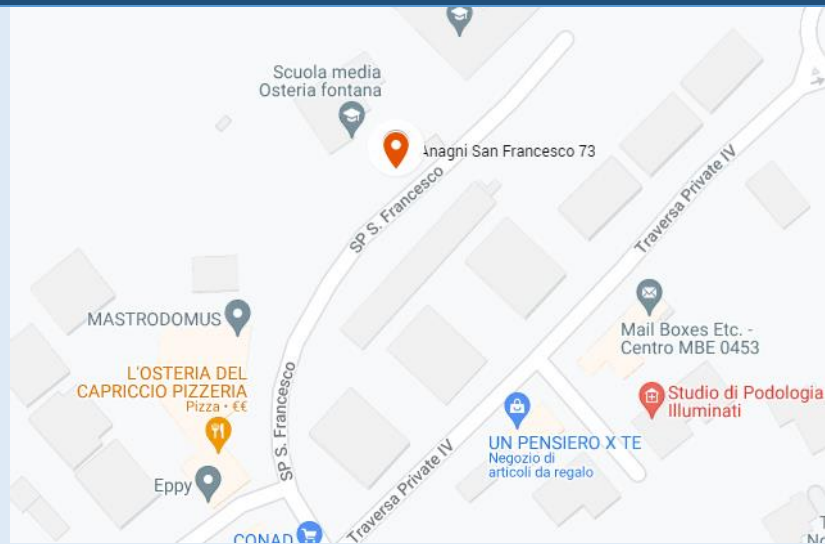 Scuola media
Osteria fontana
Anagni San Francesco 73
SP S. Francesco
Traversa Private IV
MASTRODOMUS
Mail Boxes Etc. -
Centro MBE 0453
L'OSTERIA DEL
CAPRICCIO PIZZERIA
Pizza • €€
Studio di Podologia
Illuminati
SP S. Francesco
UN PENSIERO X TE
Negozio di
articoli da regalo
Eppy
Traversa Private IV
CONAD